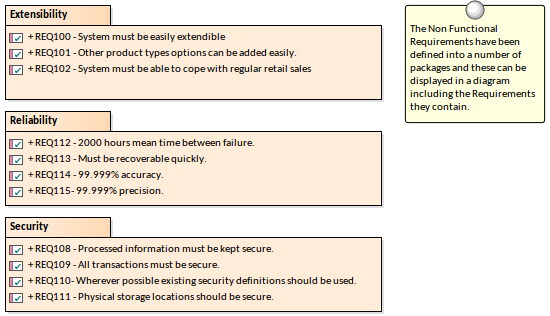 Extensibility
+ REQ100 - System must be easily extendible
+ REQ101 - Other product types options can be added easily.
+ REQ102 - System must be able to cope with regular retail sales
The Non Functional
Requirements have been
defined into a number of
packages and these can be
displayed in a diagram
including the Requirements
they contain.
Reliability
+ REQ112 - 2000 hours mean time between failure.
+ REQ113 - Must be recoverable quickly.
+ REQ114 - 99.999% accuracy.
+ REQ115- 99.999% precision.
Security
+ REQ108 - Processed information must be kept secure.
+ REQ109 - All transactions must be secure.
+ REQ110- Wherever possible existing security definitions should be used.
+ REQ111 - Physical storage locations should be secure.